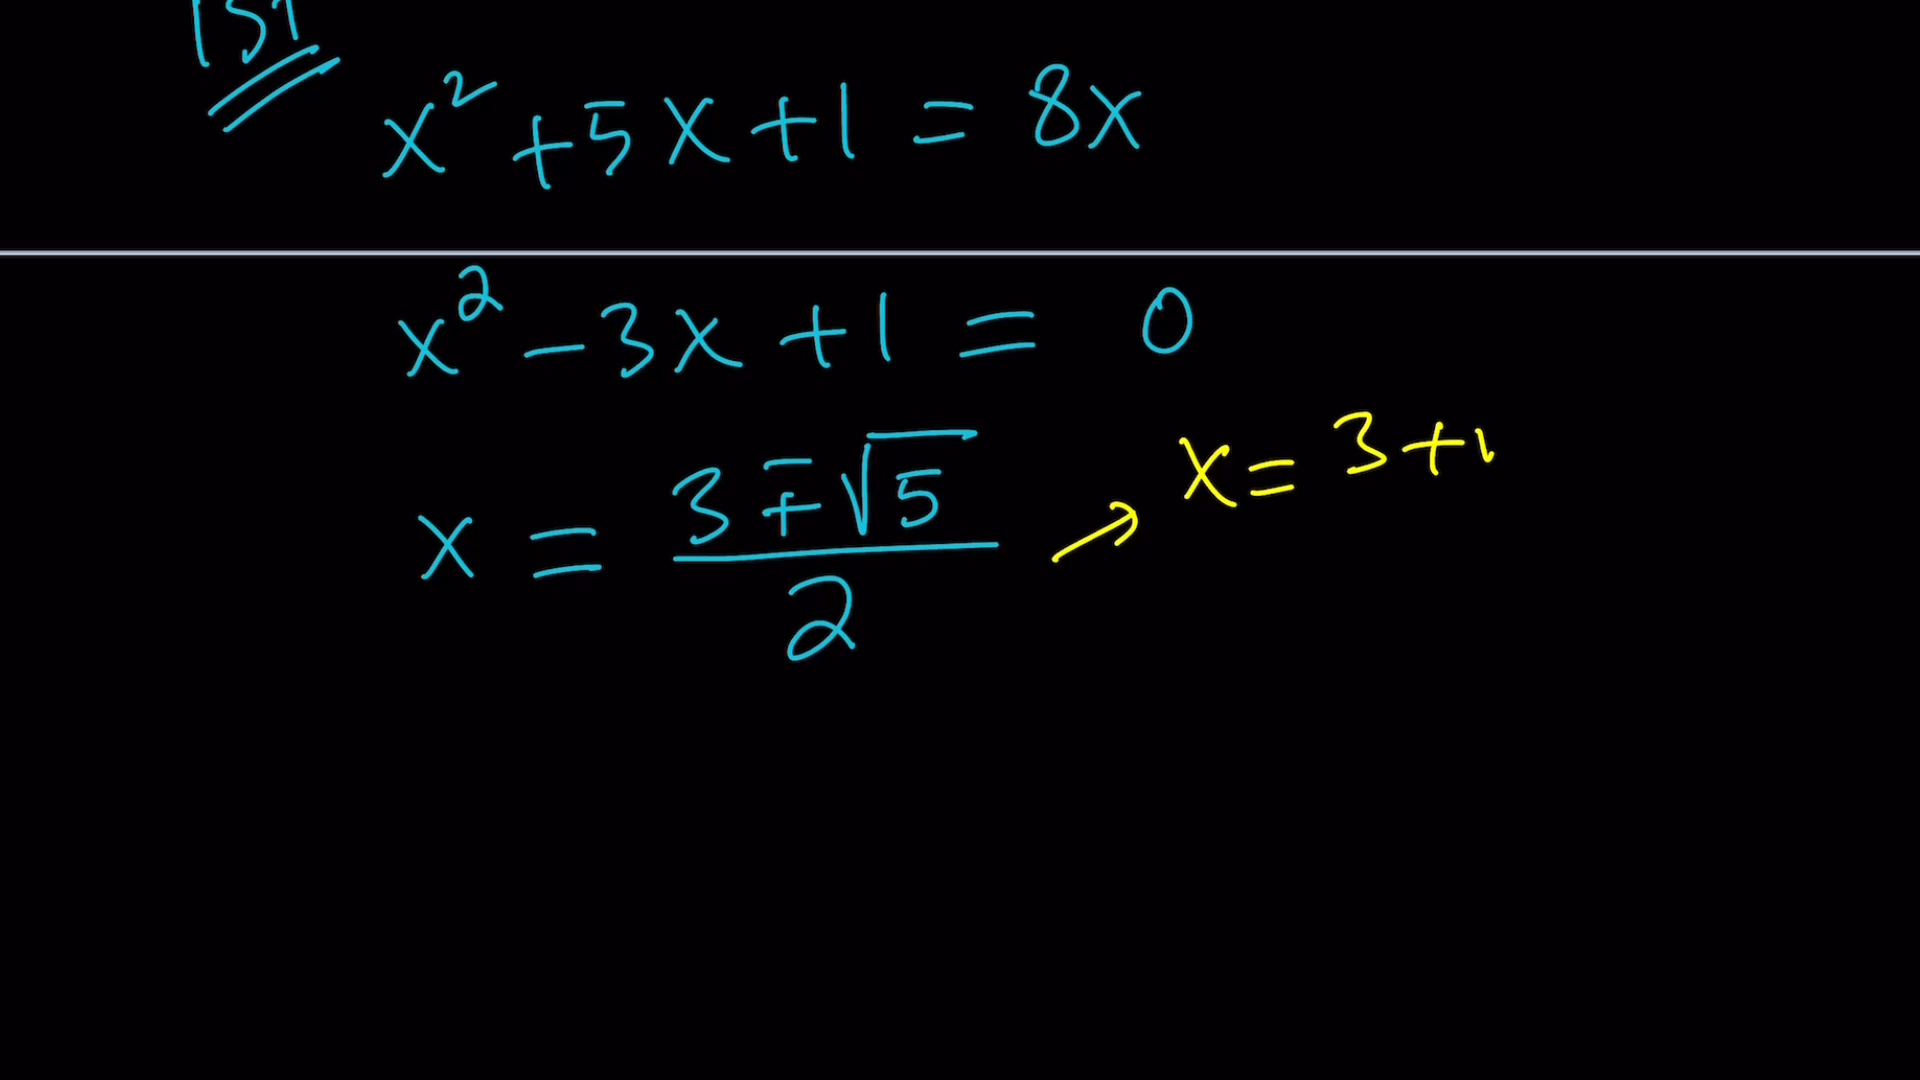 x² + 5x + 1 = 8x
x² - 3x + 1 = 0
x = (3 ∓ √5) / 2 → x = 3 +